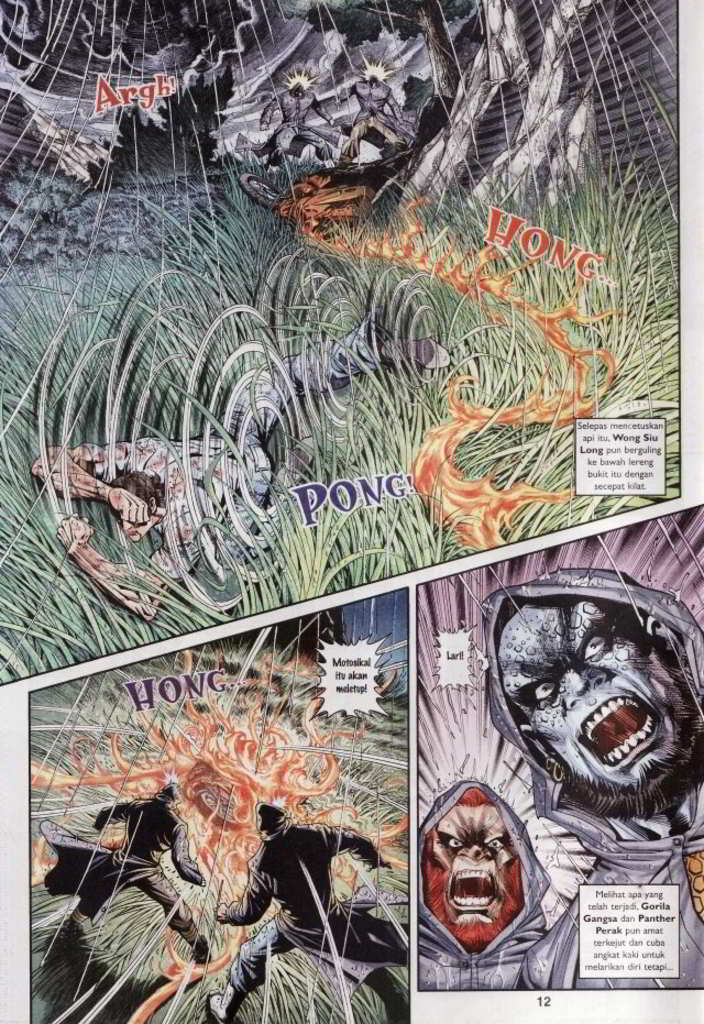 Argh!
HONG...
Selepas mencetuskan
api itu, Wong Siu
Long pun berguling
ke bawah lereng
bukit itu dengan
secepat kilat.
PONG!
HONG...
Motosikal
itu akan
meletup!
Lari!
Melihat apa yang
telah terjadi, Gorila
Gangsa dan Panther
Perak pun amat
terkejut dan cuba
angkat kaki untuk
melarikan diri tetapi...
12